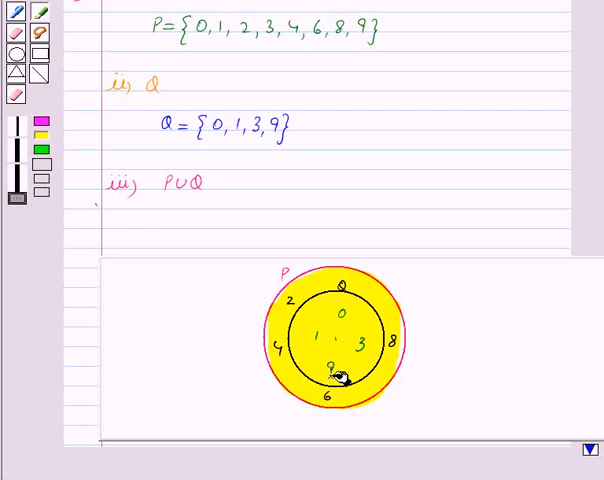 P = {0, 1, 2, 3, 4, 6, 8, 9}
ii) Q
Q = {0, 1, 3, 9}
iii) P∪Q
P
Q
2
0
1
3
4
8
9
6